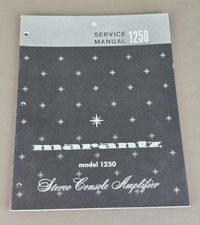 SERVICE
MANUAL 1250
marantz
model 1250
Stereo Console Amplifier